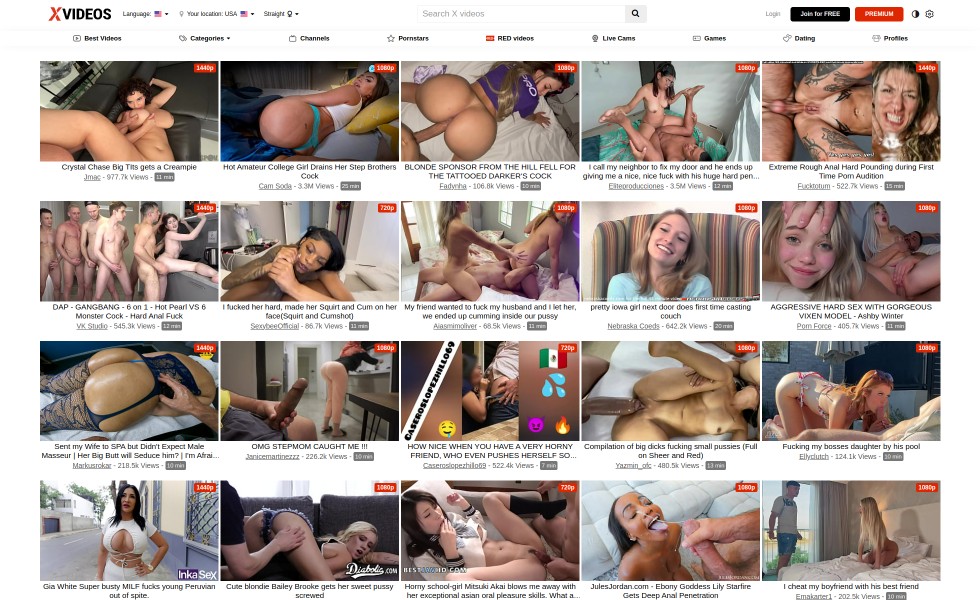 XVIDEOS
Language:
Your location: USA
Straight
Search X videos
Login
Join for FREE
PREMIUM
Best Videos
Categories
Channels
Pornstars
RED videos
Live Cams
Games
Dating
Profiles
1440p
Crystal Chase Big TIts gets a Creampie
Jmac - 977.7k Views - 11 min
1080p
Hot Amateur College Girl Drains Her Step Brothers
Cock
Cam Soda - 3.3M Views - 25 min
1080p
BLONDE SPONSOR FROM THE HILL FELL FOR
THE TATTOOED DARKER'S COCK
Fadynha - 106.8k Views - 10 min
1080p
I call my neighbor to fix my door and he ends up
giving me a nice, nice fuck with his huge hard pen...
Eliteproducciones - 3.5M Views - 12 min
1440p
Extreme Rough Anal Hard Pounding during First
Time Porn Audition
Fucktotum - 522.7k Views - 15 min
1440p
DAP - GANGBANG - 6 on 1 - Hot Pearl VS 6
Monster Cock - Hard Anal Fuck
VK Studio - 545.3k Views - 12 min
720p
I fucked her hard, made her Squirt and Cum on her
face(Squirt and Cumshot)
SexybeeOfficial - 86.7k Views - 11 min
1080p
My friend wanted to fuck my husband and I let her,
we ended up cumming inside our pussy
Aiasmimoliver - 68.5k Views - 11 min
1080p
pretty iowa girl next door does first time casting
couch
Nebraska Coeds - 642.2k Views - 20 min
1080p
AGGRESSIVE HARD SEX WITH GORGEOUS
VIXEN MODEL - Ashby Winter
Porn Force - 405.7k Views - 11 min
1440p
Sent my Wife to SPA but Didn't Expect Male
Masseur | Her Big Butt will Seduce him? | I'm Afrai...
Markusrokar - 218.5k Views - 10 min
1080p
OMG STEPMOM CAUGHT ME !!!
Janicemartinezzz - 226.2k Views - 10 min
CASEROSLOPEZHILLO69
720p
HOW NICE WHEN YOU HAVE A VERY HORNY
FRIEND, WHO EVEN PUSHES HERSELF SO...
Caseroslopezhillo69 - 522.4k Views - 7 min
1080p
Compilation of big dicks fucking small pussies (Full
on Sheer and Red)
Yazmin_ofc - 480.5k Views - 13 min
1080p
Fucking my bosses daughter by his pool
Ellyclutch - 124.1k Views - 10 min
1440p
InkaSex
Gia White Super busty MILF fucks young Peruvian
out of spite.
1080p
Diabolic.COM
Cute blondie Bailey Brooke gets her sweet pussy
screwed
720p
Horny school-girl Mitsuki Akai blows me away with
her exceptional asian oral pleasure skills. What a...
1080p
JulesJordan.com - Ebony Goddess Lily Starfire
Gets Deep Anal Penetration
1080p
I cheat my boyfriend with his best friend
Emakarter1 - 202.5k Views - 10 min